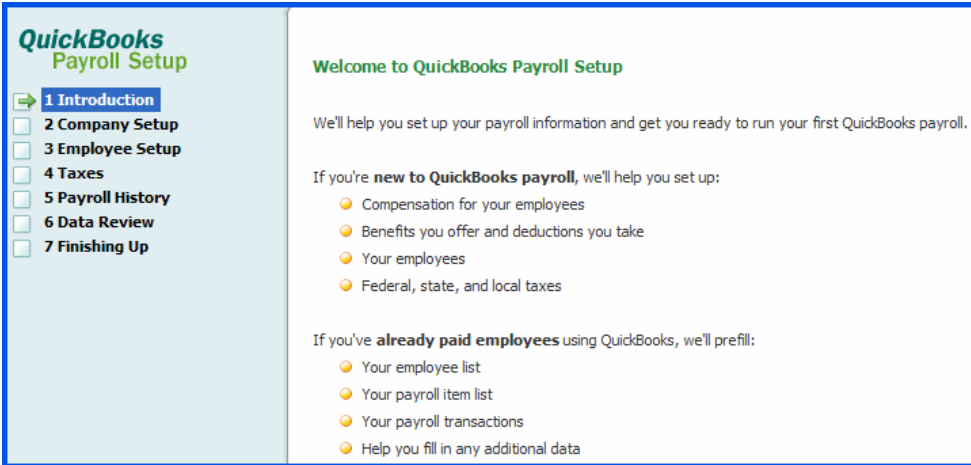 QuickBooks
Payroll Setup
1 Introduction
2 Company Setup
3 Employee Setup
4 Taxes
5 Payroll History
6 Data Review
7 Finishing Up
Welcome to QuickBooks Payroll Setup
We'll help you set up your payroll information and get you ready to run your first QuickBooks payroll.
If you're new to QuickBooks payroll, we'll help you set up:
Compensation for your employees
Benefits you offer and deductions you take
Your employees
Federal, state, and local taxes
If you've already paid employees using QuickBooks, we'll prefill:
Your employee list
Your payroll item list
Your payroll transactions
Help you fill in any additional data